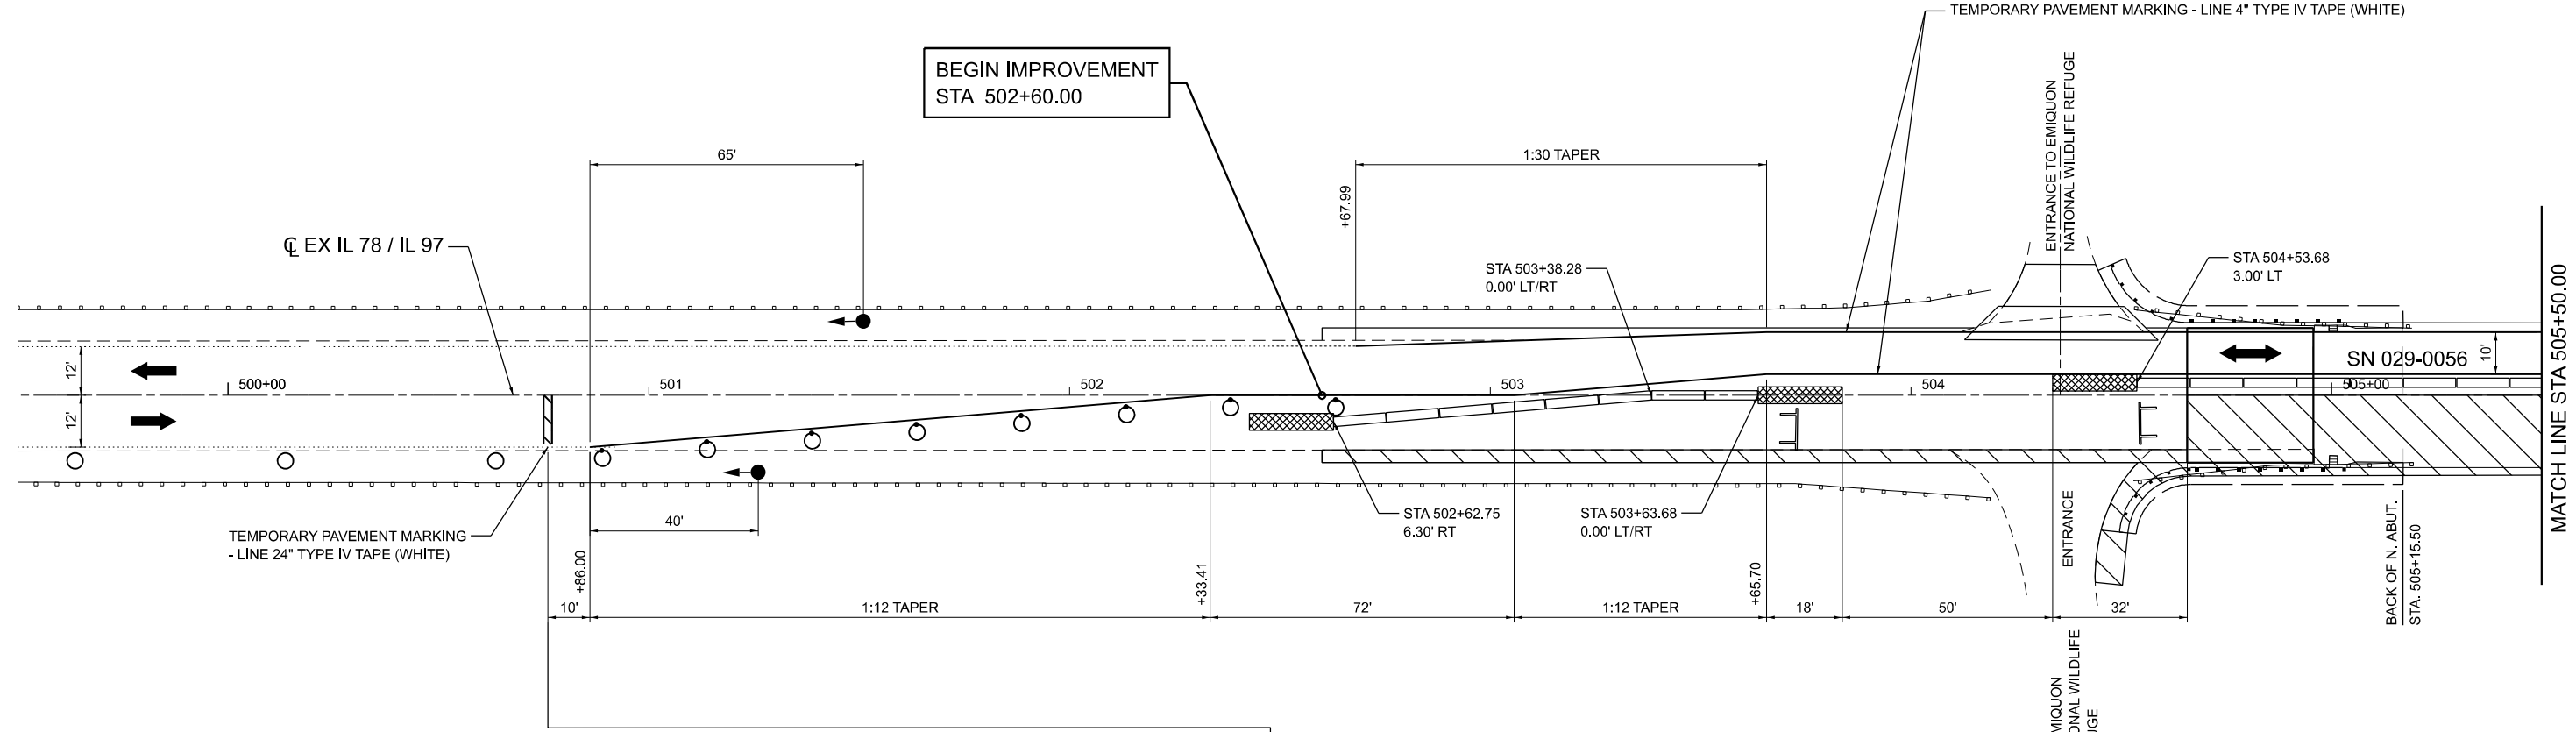 TEMPORARY PAVEMENT MARKING - LINE 4" TYPE IV TAPE (WHITE)
BEGIN IMPROVEMENT
STA 502+60.00
ENTRANCE TO EMIQUON
NATIONAL WILDLIFE REFUGE
65'
1:30 TAPER
+67.99
℄ EX IL 78 / IL 97
STA 503+38.28
0.00' LT/RT
STA 504+53.68
3.00' LT
MATCH LINE STA 505+50.00
12'
12'
500+00
501
502
503
504
505+00
SN 029-0056
10'
TEMPORARY PAVEMENT MARKING
- LINE 24" TYPE IV TAPE (WHITE)
40'
STA 502+62.75
6.30' RT
STA 503+63.68
0.00' LT/RT
ENTRANCE
BACK OF N. ABUT.
STA. 505+15.50
+86.00
+33.41
+65.70
10'
1:12 TAPER
72'
1:12 TAPER
18'
50'
32'
MIQUON
ONAL WILDLIFE
UGE